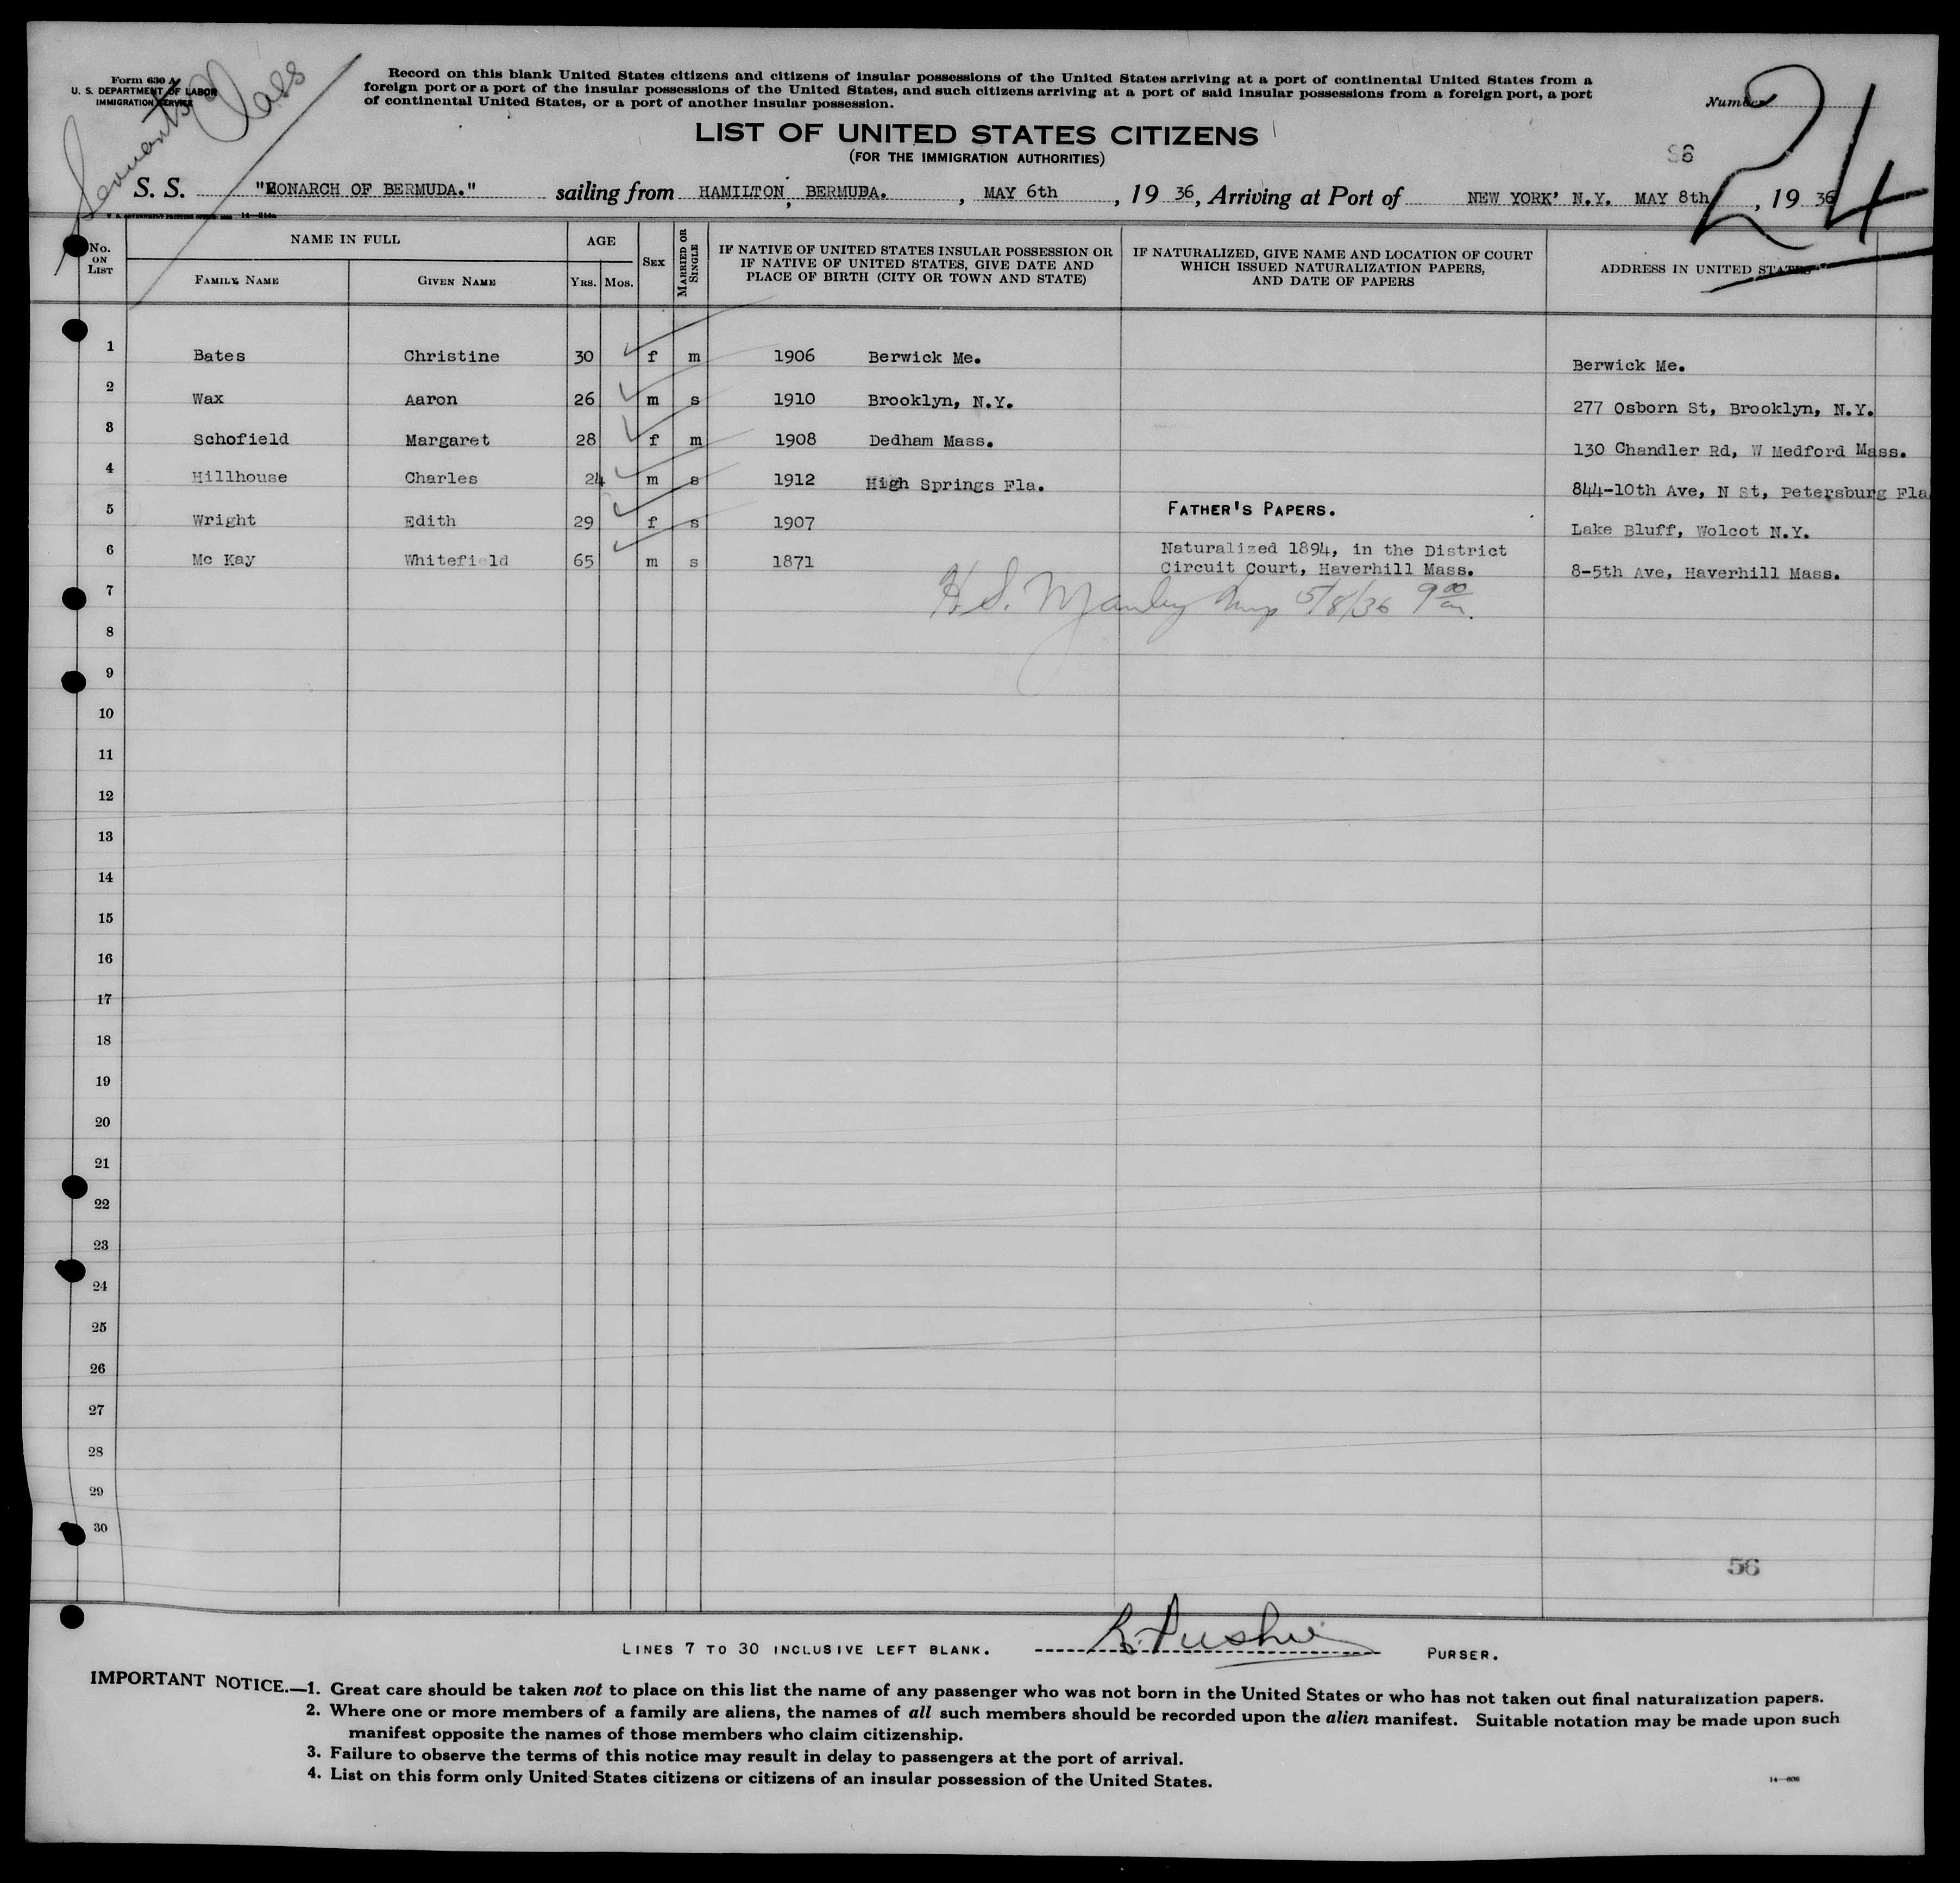 Form 630 A
U. S. DEPARTMENT OF LABOR
IMMIGRATION SERVICE
Servants Class
Record on this blank United States citizens and citizens of insular possessions of the United States arriving at a port of continental United States from a
foreign port or a port of the insular possessions of the United States, and such citizens arriving at a port of said insular possessions from a foreign port, a port
of continental United States, or a port of another insular possession.
Number
24
LIST OF UNITED STATES CITIZENS
(FOR THE IMMIGRATION AUTHORITIES)
S. S. "MONARCH OF BERMUDA." sailing from HAMILTON, BERMUDA. , MAY 6th , 19 36, Arriving at Port of NEW YORK' N.Y. MAY 8th , 19 36
No. ON LIST
NAME IN FULL
FAMILY NAME GIVEN NAME
AGE
YRS. MOS.
SEX
MARRIED OR SINGLE
IF NATIVE OF UNITED STATES INSULAR POSSESSION OR
IF NATIVE OF UNITED STATES, GIVE DATE AND
PLACE OF BIRTH (CITY OR TOWN AND STATE)
IF NATURALIZED, GIVE NAME AND LOCATION OF COURT
WHICH ISSUED NATURALIZATION PAPERS,
AND DATE OF PAPERS
ADDRESS IN UNITED STATES
1 Bates Christine 30 f m 1906 Berwick Me. Berwick Me.
2 Wax Aaron 26 m s 1910 Brooklyn, N.Y. 277 Osborn St, Brooklyn, N.Y.
3 Schofield Margaret 28 f m 1908 Dedham Mass. 130 Chandler Rd, W Medford Mass.
4 Hillhouse Charles 24 m s 1912 High Springs Fla. 844-10th Ave, N St, Petersburg Fla
5 Wright Edith 29 f s 1907 FATHER'S PAPERS. Lake Bluff, Wolcot N.Y.
6 Mc Kay Whitefield 65 m s 1871 Naturalized 1894, in the District
Circuit Court, Haverhill Mass. 8-5th Ave, Haverhill Mass.
7 H. S. Manley Insp 5/8/36 9 00 am.
8
9
10
11
12
13
14
15
16
17
18
19
20
21
22
23
24
25
26
27
28
29
30
56
LINES 7 TO 30 INCLUSIVE LEFT BLANK. PURSER.
IMPORTANT NOTICE.—1. Great care should be taken not to place on this list the name of any passenger who was not born in the United States or who has not taken out final naturalization papers.
2. Where one or more members of a family are aliens, the names of all such members should be recorded upon the alien manifest. Suitable notation may be made upon such
manifest opposite the names of those members who claim citizenship.
3. Failure to observe the terms of this notice may result in delay to passengers at the port of arrival.
4. List on this form only United States citizens or citizens of an insular possession of the United States.
14—606